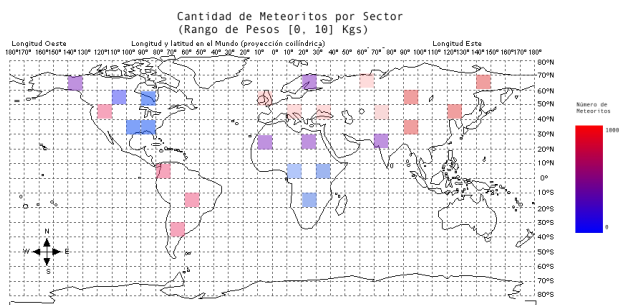 Cantidad de Meteoritos por Sector
(Rango de Pesos [0, 10] Kgs)
Longitud Oeste
Longitud y latitud en el Mundo (proyección coilíndrica)
Longitud Este
180°170°160°150°140°130°120°110°100°90° 80° 70° 60° 50° 40° 30° 20° 10° 0° 10° 20° 30° 40° 50° 60° 70° 80° 90°100°110°120°130°140°150°160°170°180°
80°N
70°N
60°N
50°N
40°N
30°N
20°N
10°N
0°
10°S
20°S
30°S
40°S
50°S
60°S
70°S
80°S
N
W
E
S
Número de
Meteoritos
1000
0